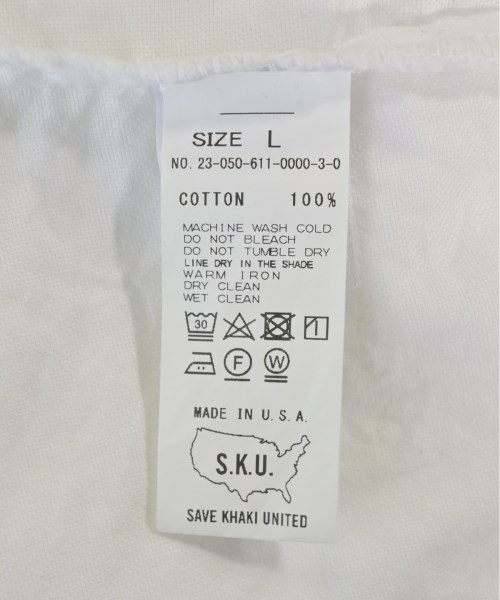 SIZE L
NO. 23-050-611-0000-3-0
COTTON 100%
MACHINE WASH COLD
DO NOT BLEACH
DO NOT TUMBLE DRY
LINE DRY IN THE SHADE
WARM IRON
DRY CLEAN
WET CLEAN
30
F W
MADE IN U.S.A.
S.K.U.
SAVE KHAKI UNITED